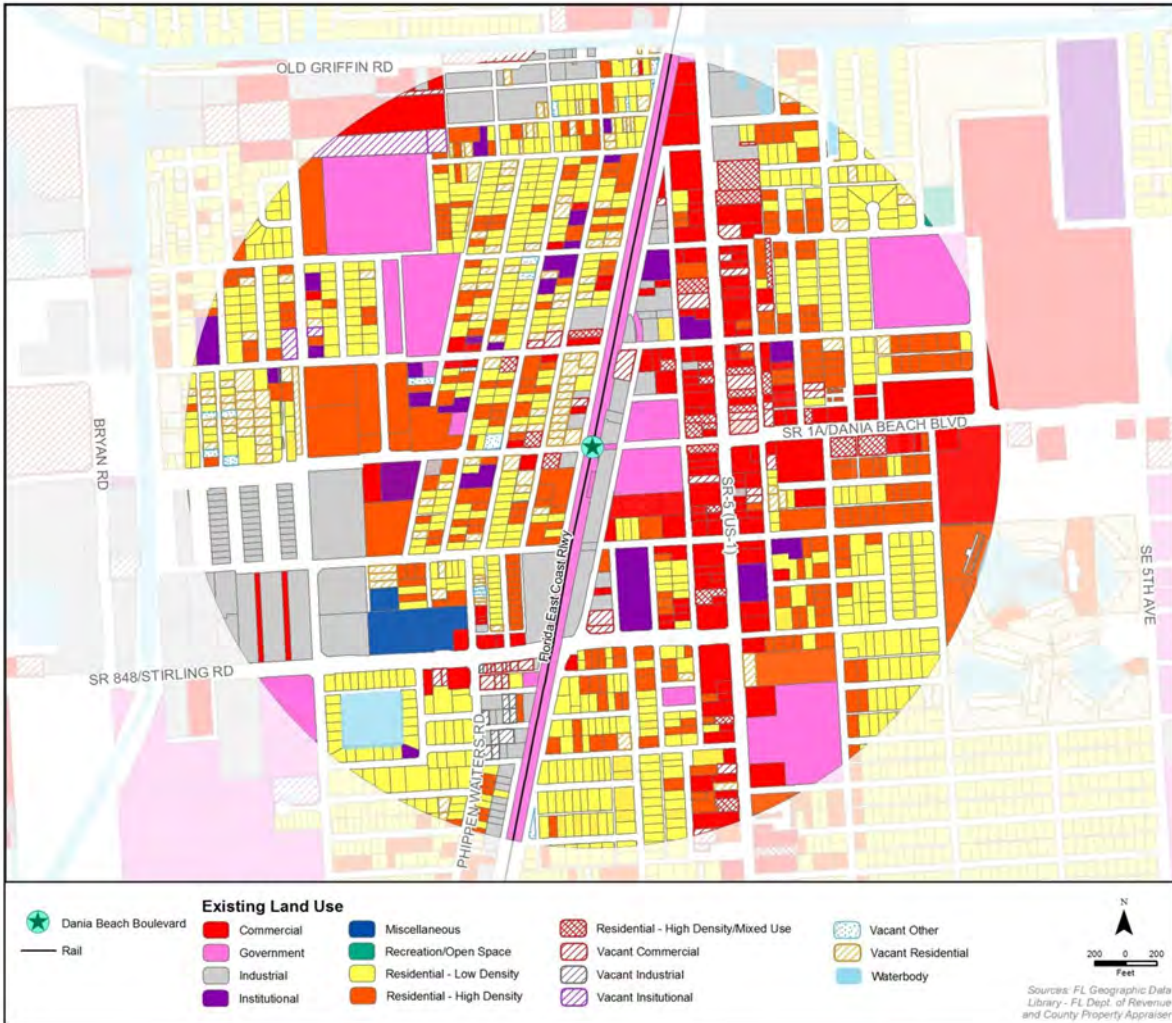 OLD GRIFFIN RD
BRYAN RD
SR 1A/DANIA BEACH BLVD
SR-5 (US-1)
Florida East Coast Rlwy
SE 5TH AVE
SR 848/STIRLING RD
PHIPPEN WAITERS RD
Existing Land Use
Dania Beach Boulevard
Rail
Commercial
Government
Industrial
Institutional
Miscellaneous
Recreation/Open Space
Residential - Low Density
Residential - High Density
Residential - High Density/Mixed Use
Vacant Commercial
Vacant Industrial
Vacant Insitutional
Vacant Other
Vacant Residential
Waterbody
N
200 0 200
Feet
Sources: FL Geographic Data
Library - FL Dept. of Revenue
and County Property Appraiser